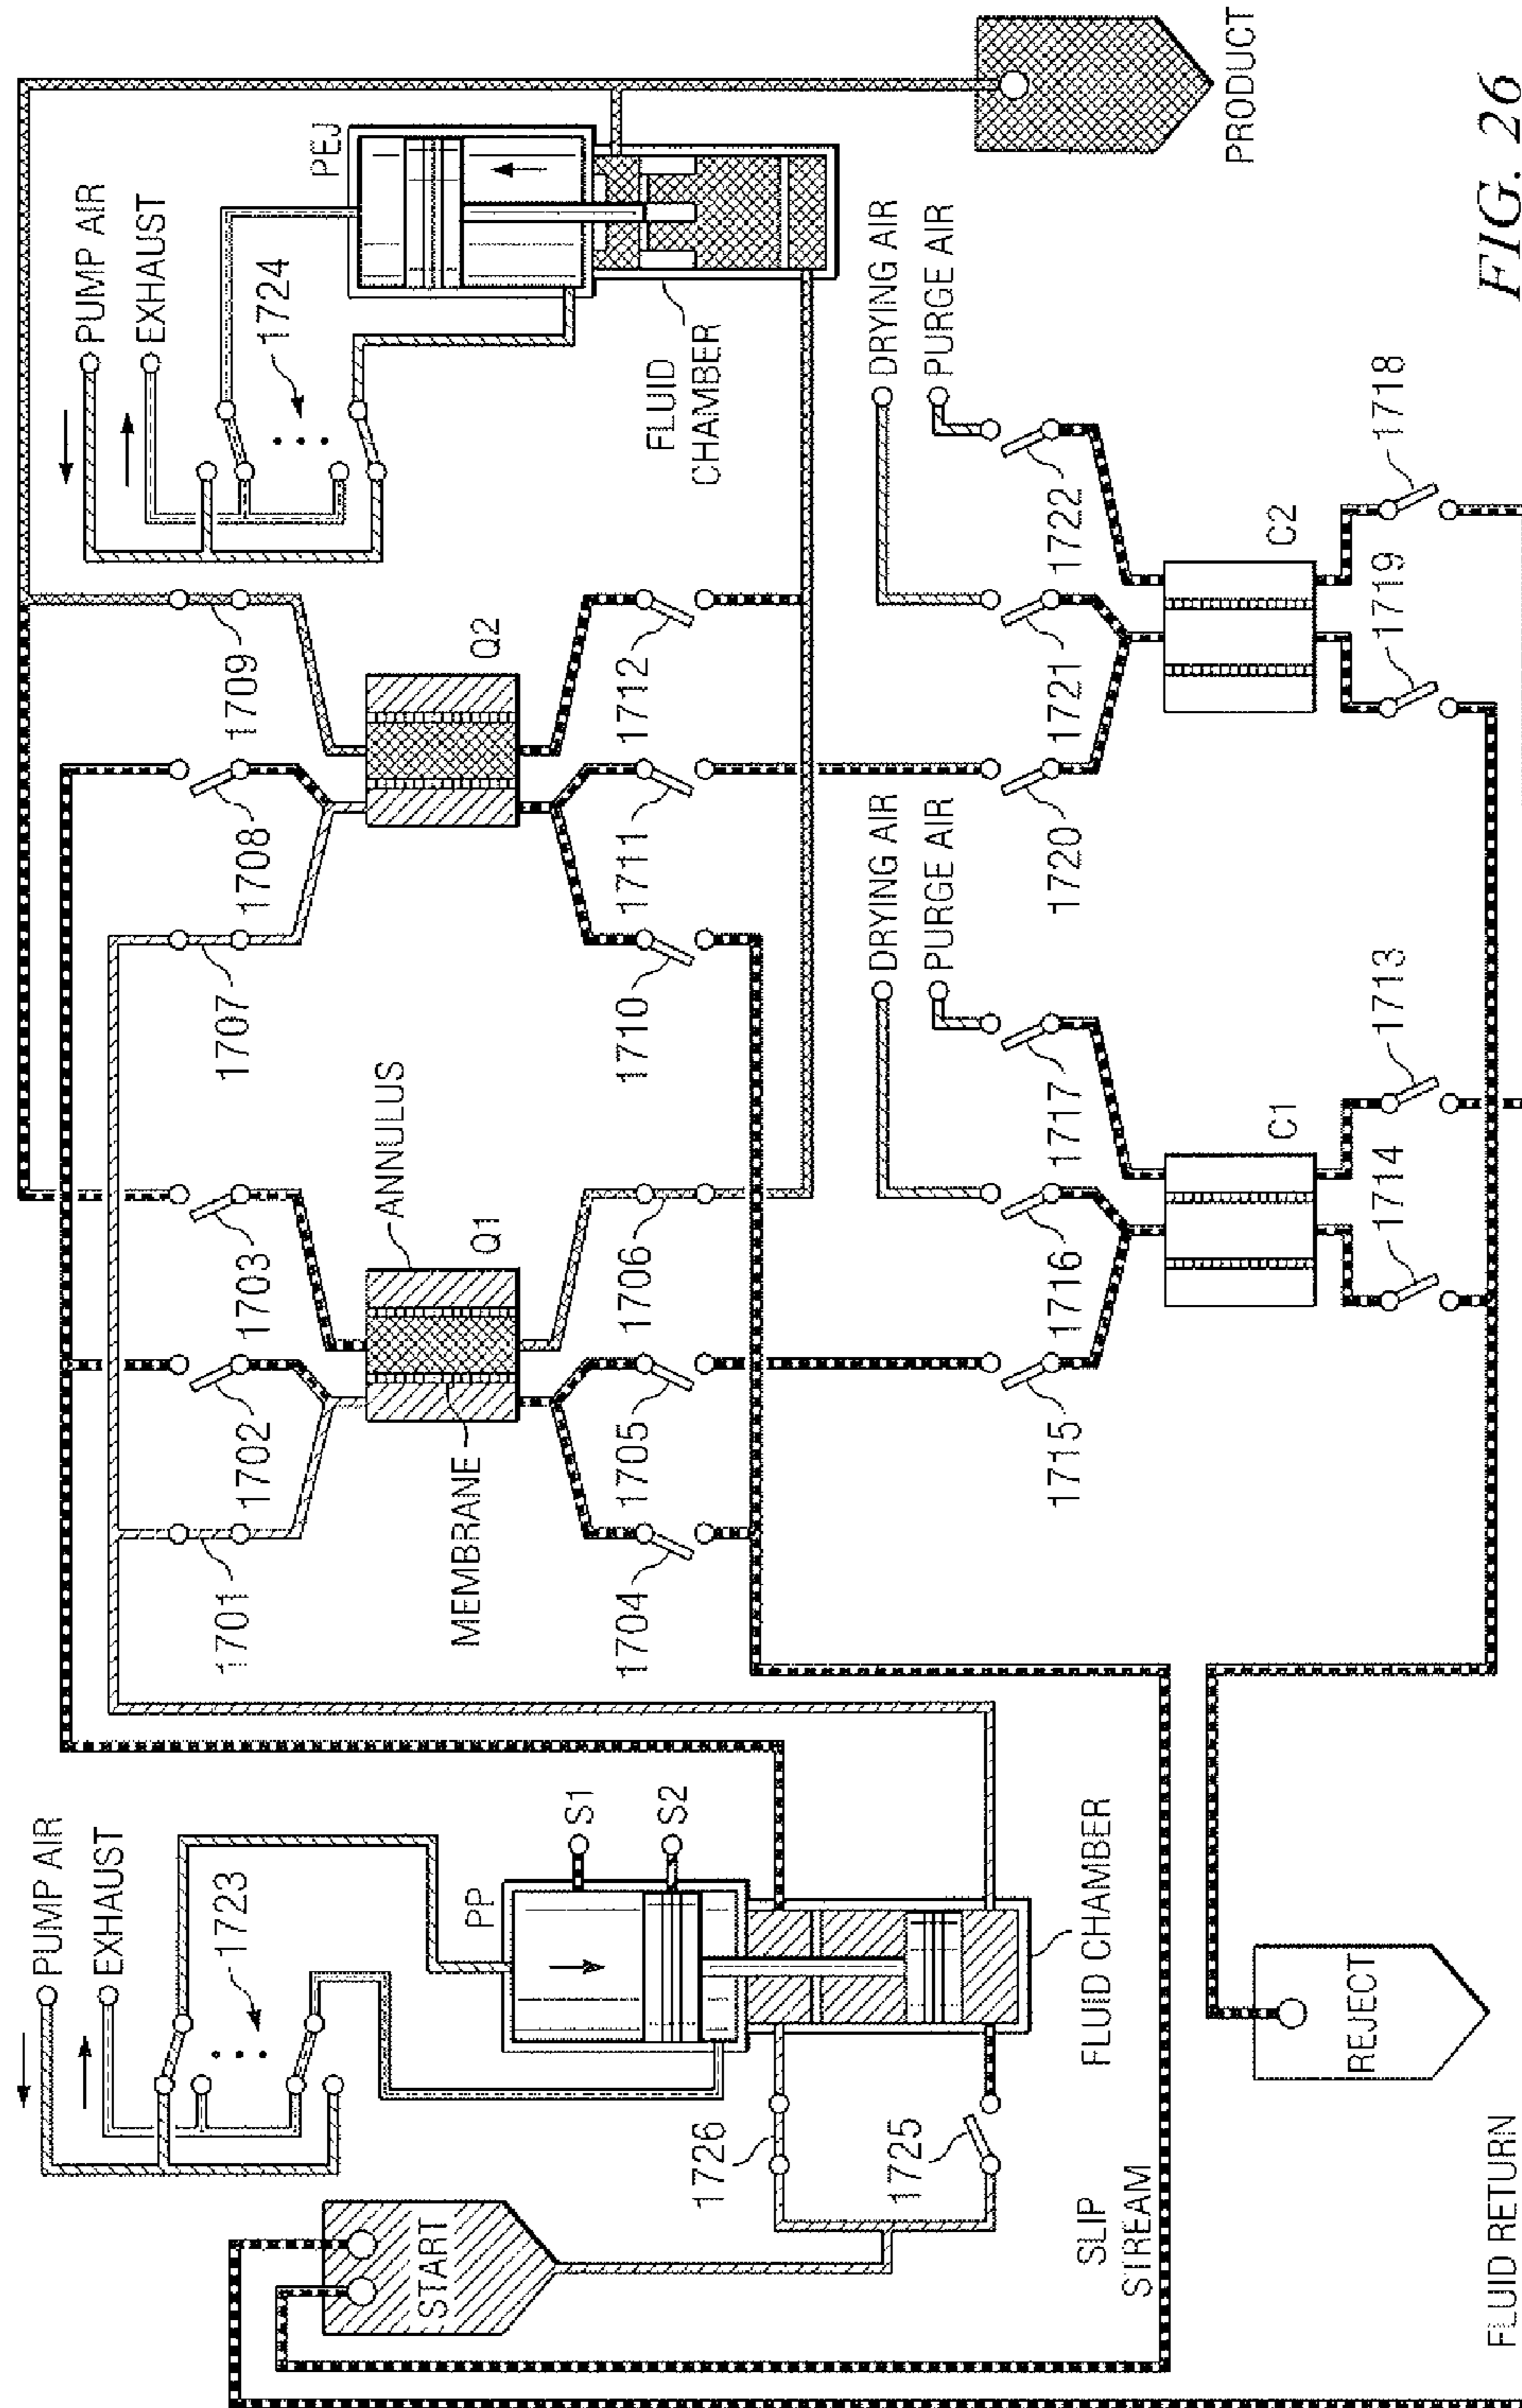 PUMP AIR
EXHAUST
1723
START
1726
1725
SLIP
STREAM
PP
S1
S2
FLUID CHAMBER
REJECT
FLUID RETURN
1701
1702
1703
MEMBRANE
ANNULUS
Q1
1704
1705
1706
1707
1708
1709
Q2
1710
1711
1712
PUMP AIR
EXHAUST
1724
PEJ
FLUID
CHAMBER
PRODUCT
DRYING AIR
PURGE AIR
1715
1716
1717
C1
1714
1713
DRYING AIR
PURGE AIR
1720
1721
1722
C2
1719
1718
FIG. 26